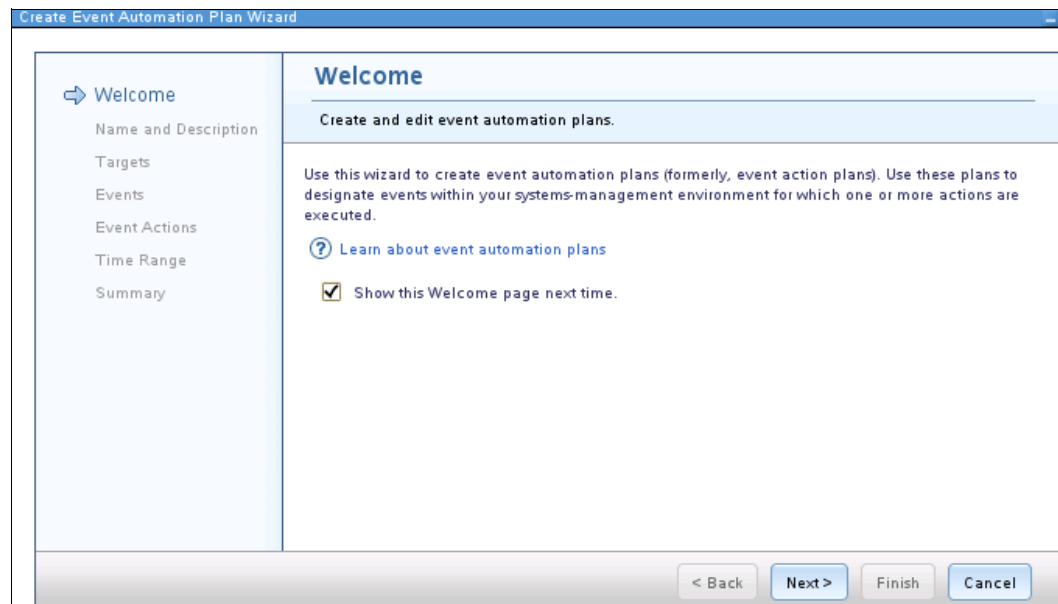 Create Event Automation Plan Wizard
Welcome
Name and Description
Targets
Events
Event Actions
Time Range
Summary
Welcome
Create and edit event automation plans.
Use this wizard to create event automation plans (formerly, event action plans). Use these plans to
designate events within your systems-management environment for which one or more actions are
executed.
? Learn about event automation plans
Show this Welcome page next time.
< Back Next > Finish Cancel